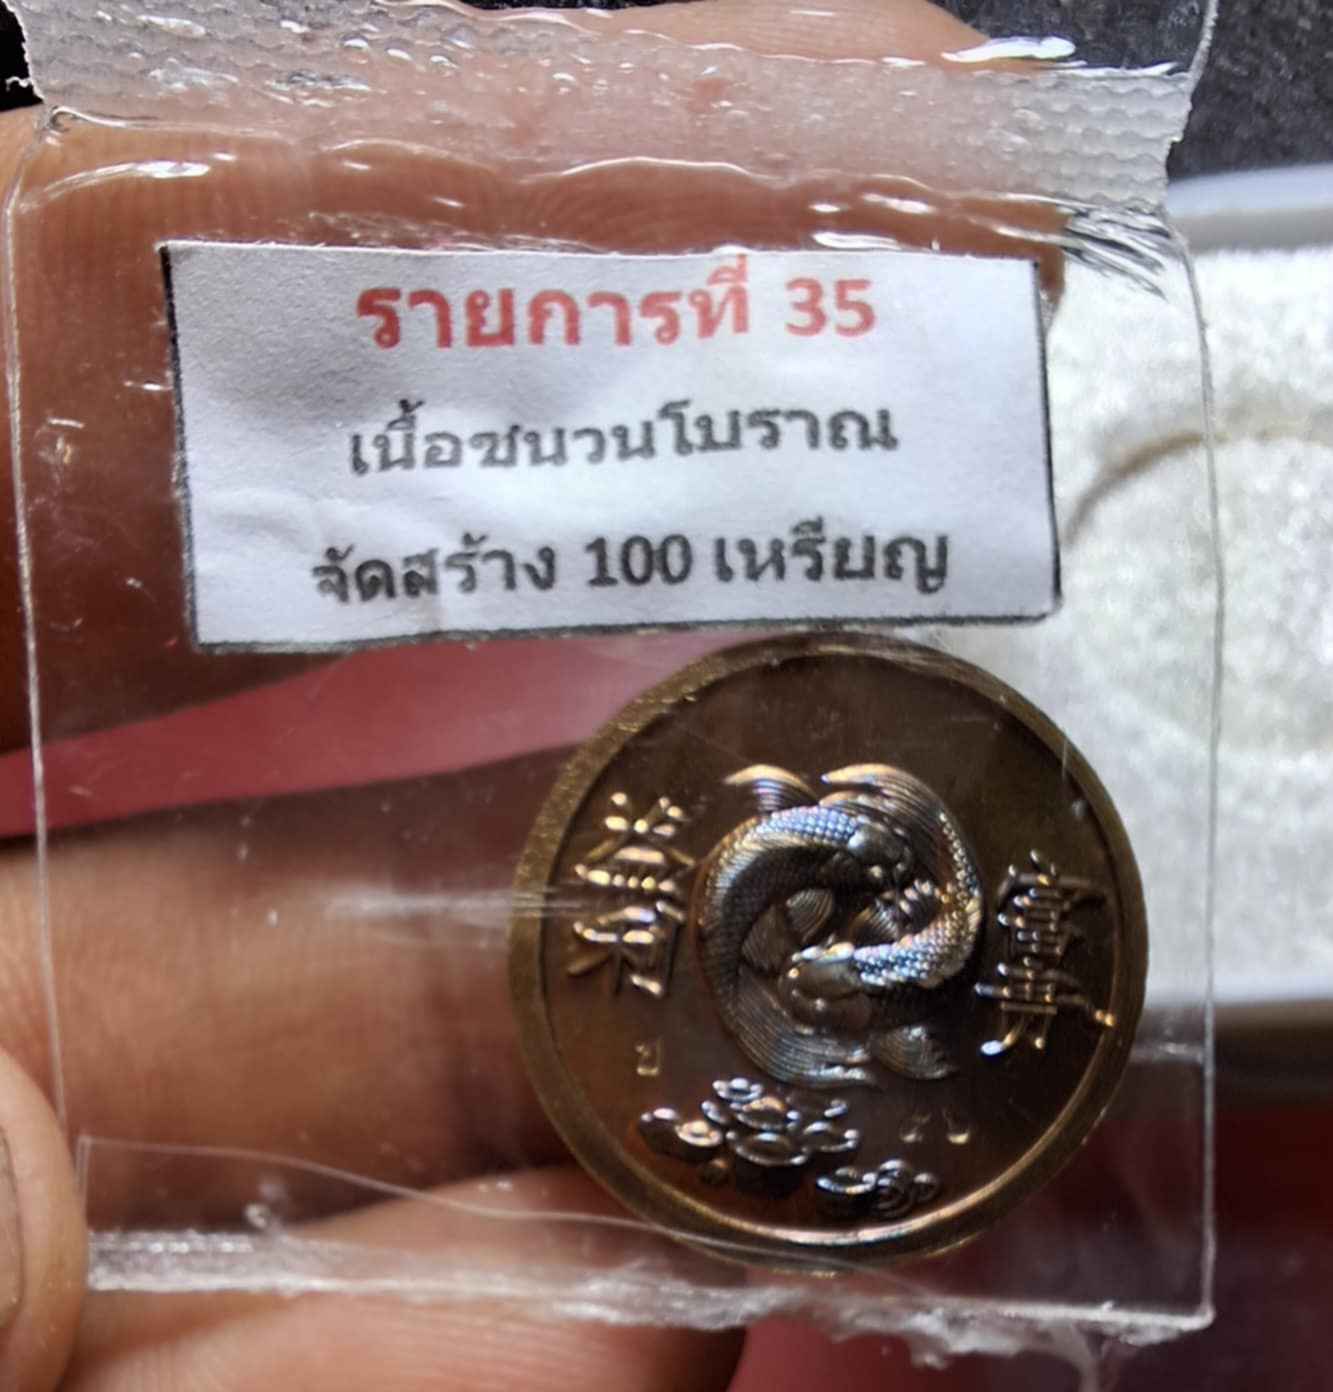 รายการที่ 35
เนื้อชนวนโบราณ
จัดสร้าง 100 เหรียญ
ข